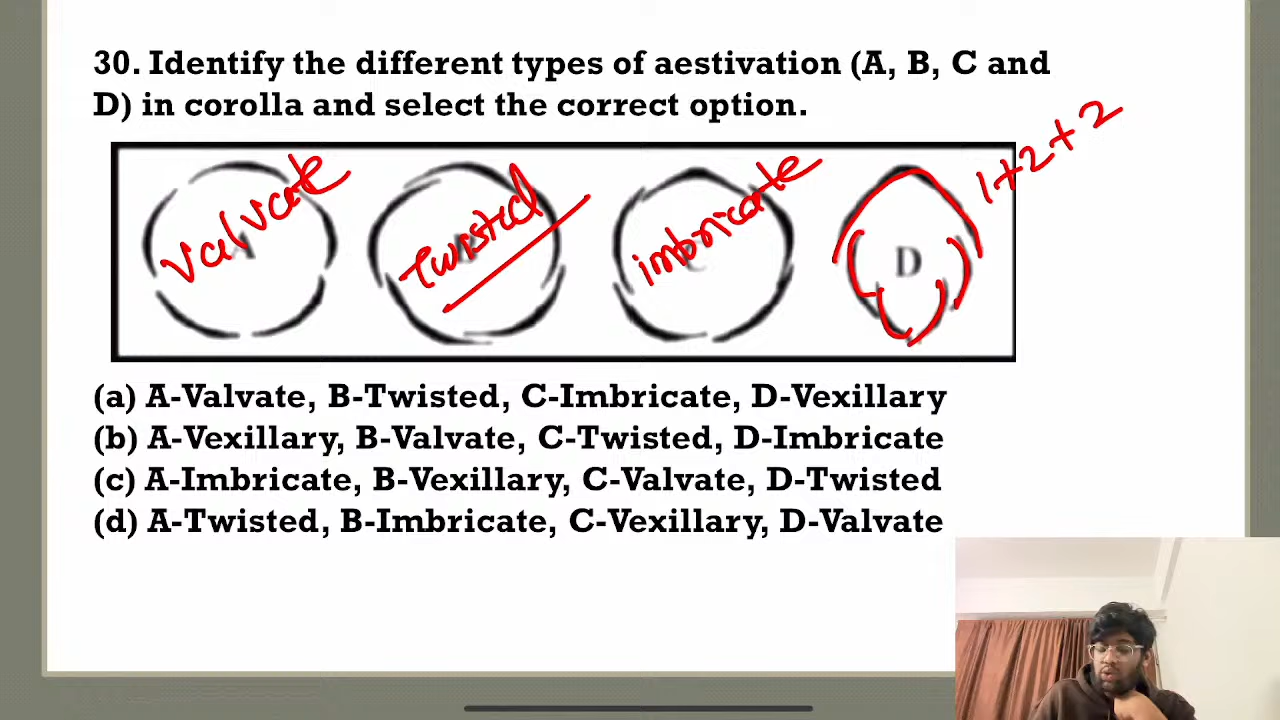 30. Identify the different types of aestivation (A, B, C and
D) in corolla and select the correct option.
1+2+2
Valvate
Twisted
imbricate
A
B
C
D
(a) A-Valvate, B-Twisted, C-Imbricate, D-Vexillary
(b) A-Vexillary, B-Valvate, C-Twisted, D-Imbricate
(c) A-Imbricate, B-Vexillary, C-Valvate, D-Twisted
(d) A-Twisted, B-Imbricate, C-Vexillary, D-Valvate